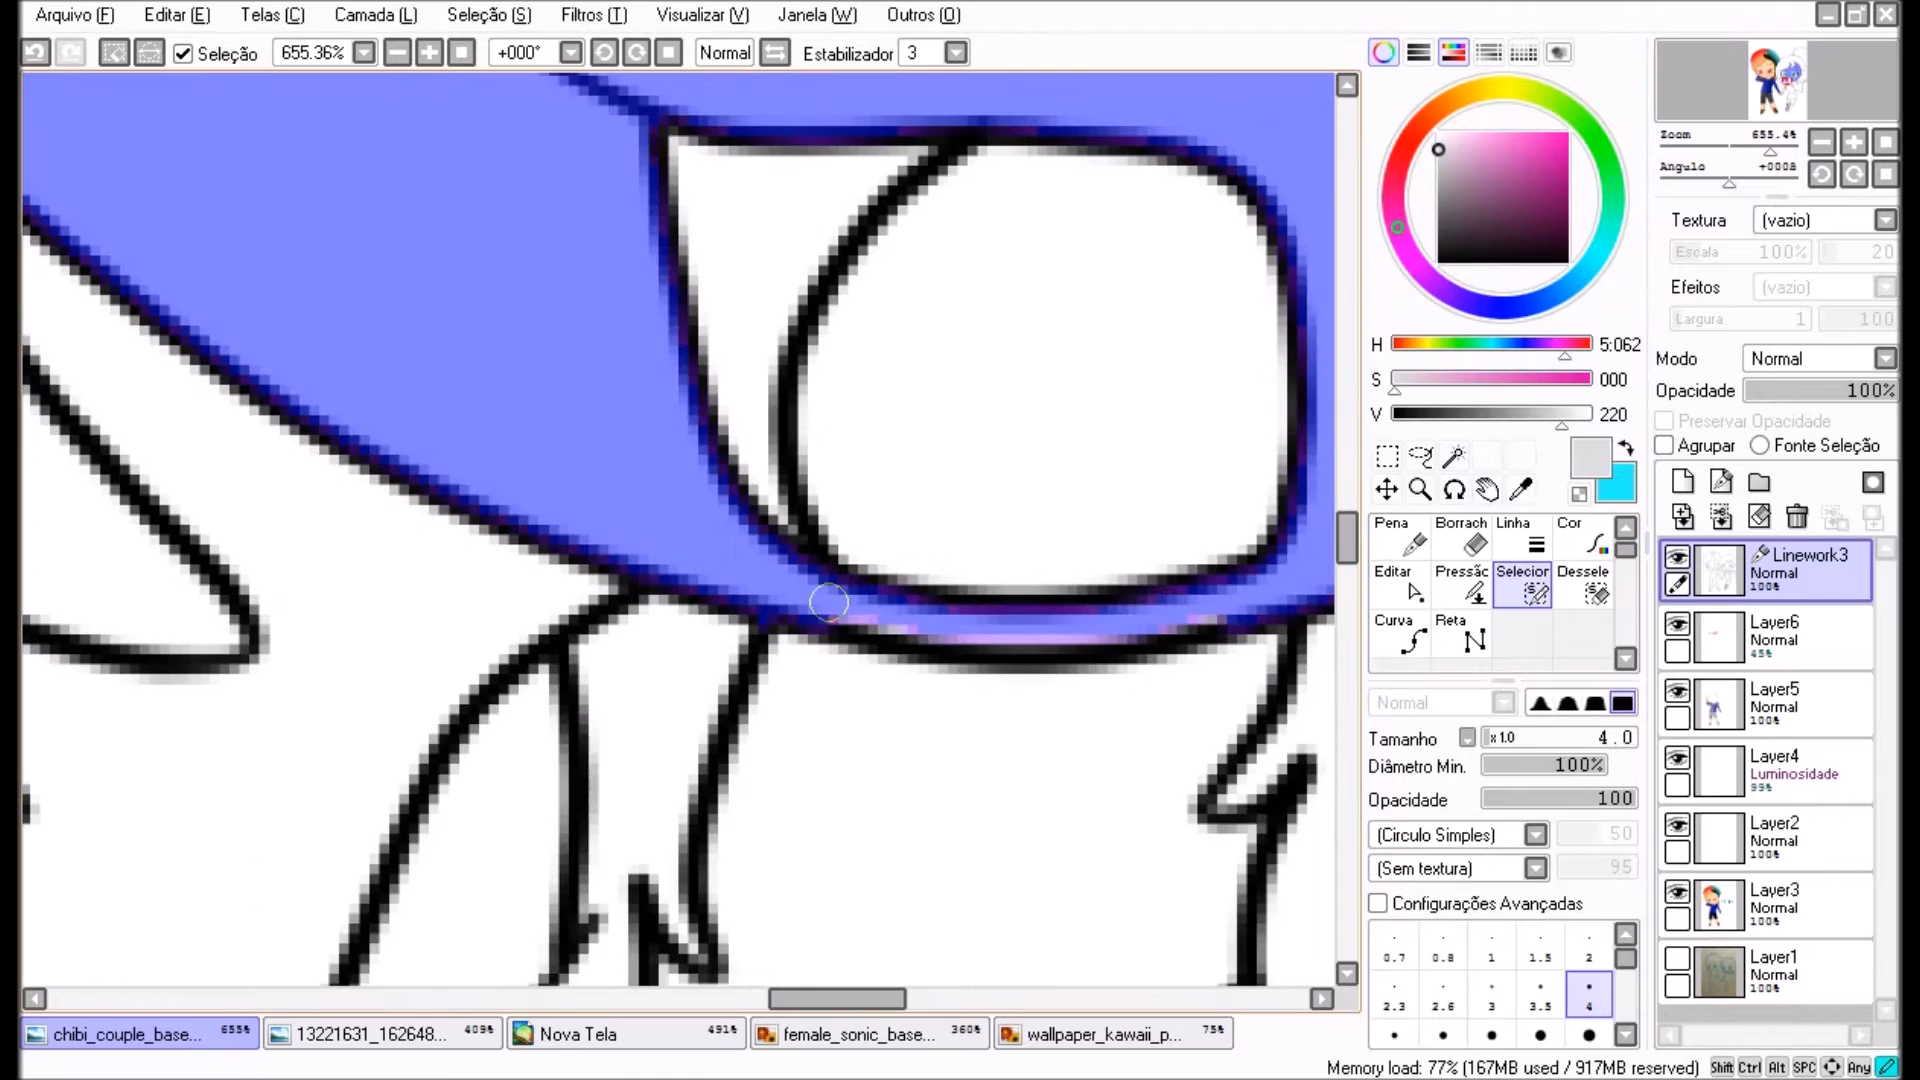 Arquivo (F) Editar (E) Telas (C) Camada (L) Seleção (S) Filtros (T) Visualizar (V) Janela (W) Outros (O)
Seleção 655.36% +000° Normal Estabilizador 3
Zoom 655.4%
Angulo +000ã
Textura (vazio)
Escala 100% 20
Efeitos (vazio)
Largura 1 100
Modo Normal
Opacidade 100%
Preservar Opacidade
Agrupar Fonte Seleção
H 5:062
S 000
V 220
Pena Borrach Linha Cor
Editar Pressão Selecior Dessele
Curva Reta
Normal
Tamanho x 1.0 4.0
Diâmetro Min. 100%
Opacidade 100
(Circulo Simples) 50
(Sem textura) 95
Configurações Avançadas
0.7 0.8 1 1.5 2
2.3 2.6 3 3.5 4
Linework3
Normal
100%
Layer6
Normal
45%
Layer5
Normal
100%
Layer4
Luminosidade
99%
Layer2
Normal
100%
Layer3
Normal
100%
Layer1
Normal
100%
chibi_couple_base... 655% 13221631_162648... 409% Nova Tela 491% female_sonic_base... 360% wallpaper_kawaii_p... 75%
Memory load: 77% (167MB used / 917MB reserved) Shift Ctrl Alt SPC Any